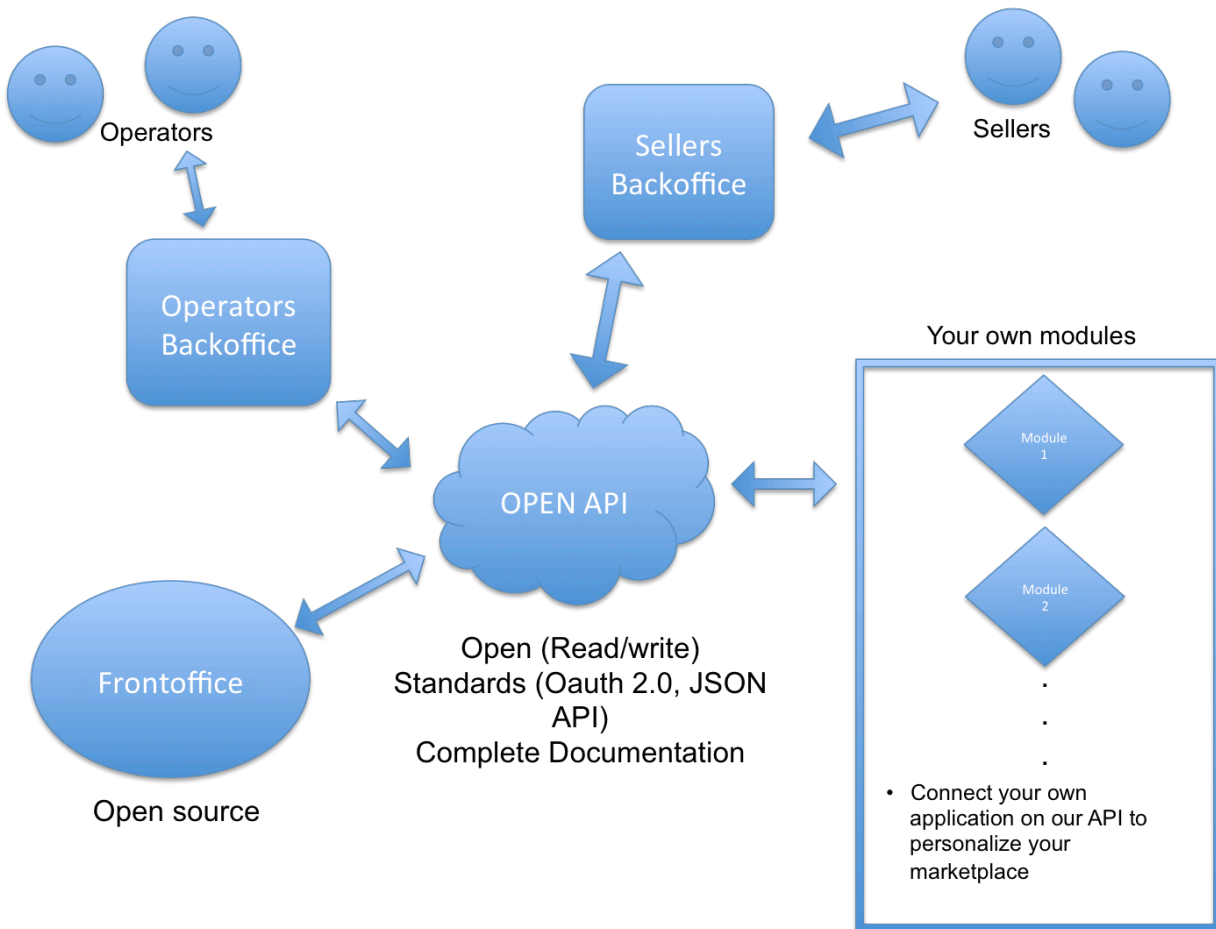 Operators
Sellers
Sellers
Backoffice
Operators
Backoffice
Your own modules
Module
1
OPEN API
Module
2
Frontoffice
Open (Read/write)
Standards (Oauth 2.0, JSON
API)
Complete Documentation
Open source
.
.
.
• Connect your own
application on our API to
personalize your
marketplace